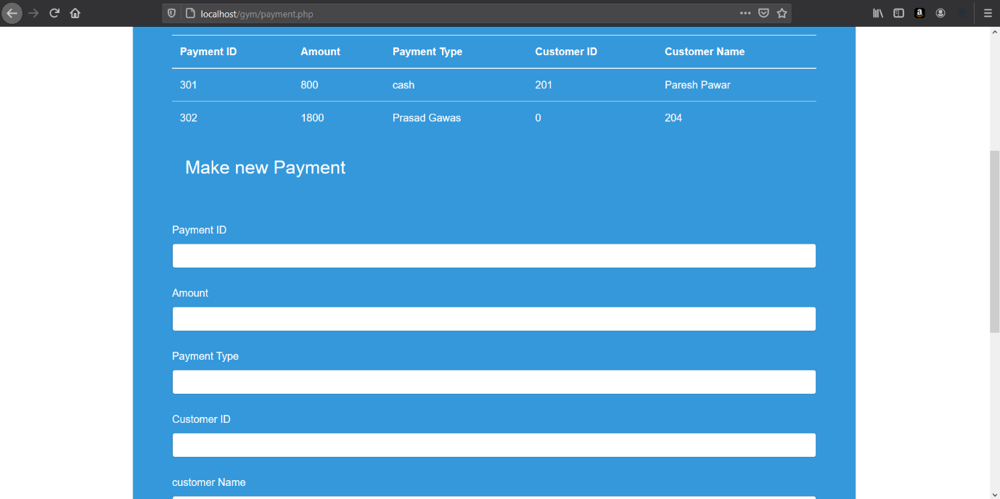 localhost/gym/payment.php
Payment ID Amount Payment Type Customer ID Customer Name
301 800 cash 201 Paresh Pawar
302 1800 Prasad Gawas 0 204
Make new Payment
Payment ID
Amount
Payment Type
Customer ID
customer Name